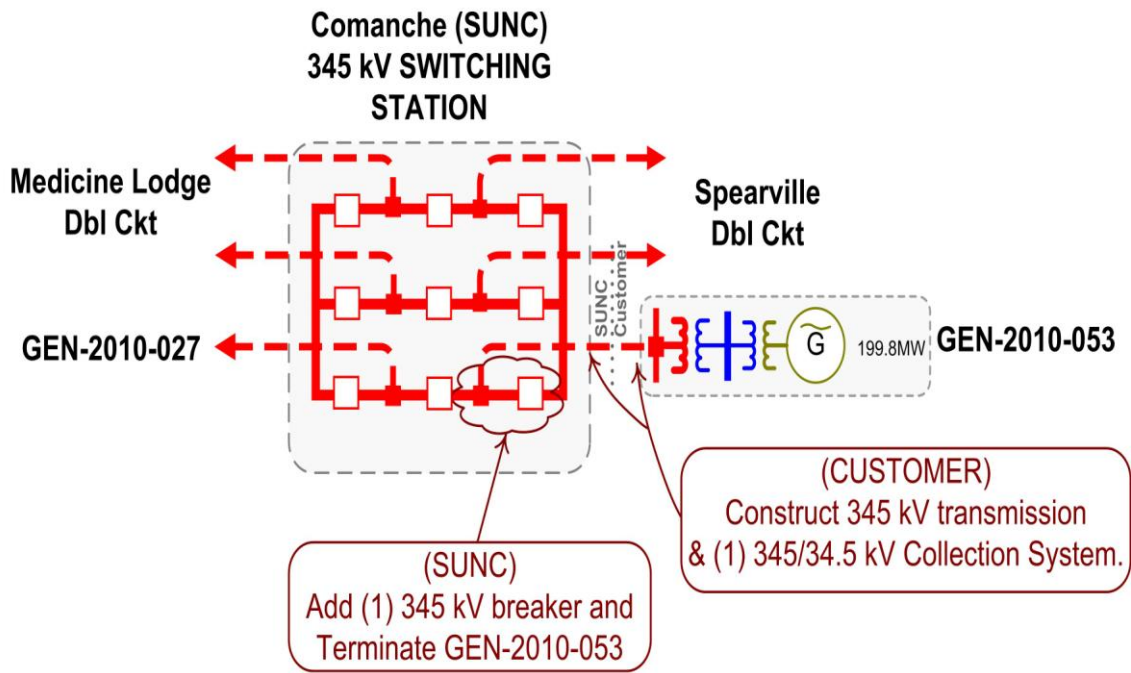 Comanche (SUNC)
345 kV SWITCHING
STATION
Medicine Lodge
Dbl Ckt
Spearville
Dbl Ckt
SUNC
Customer
GEN-2010-027
G
199.8MW
GEN-2010-053
(CUSTOMER)
Construct 345 kV transmission
& (1) 345/34.5 kV Collection System.
(SUNC)
Add (1) 345 kV breaker and
Terminate GEN-2010-053